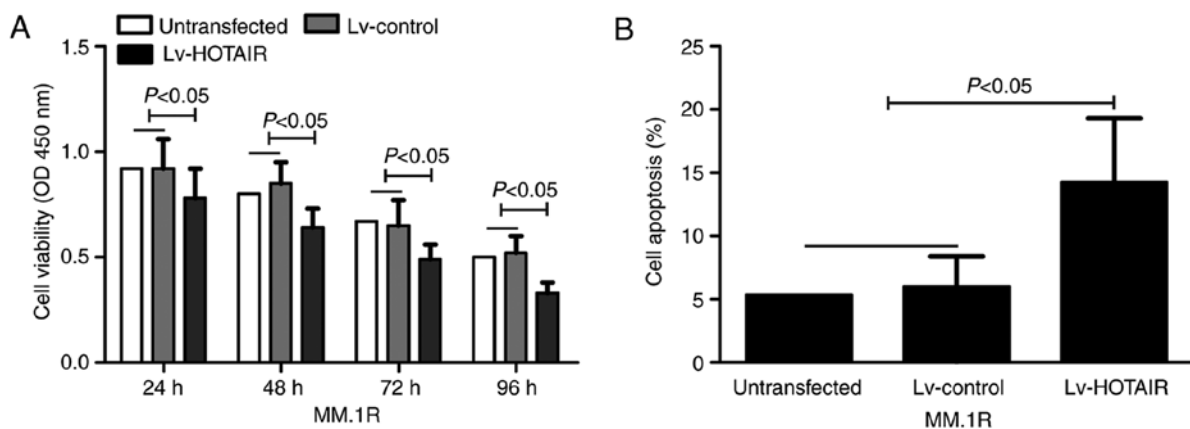 A
Untransfected
Lv-control
Lv-HOTAIR
Cell viability (OD 450 nm)
1.5
1.0
0.5
0.0
P<0.05
P<0.05
P<0.05
P<0.05
24 h
48 h
72 h
96 h
MM.1R
B
Cell apoptosis (%)
25
20
15
10
5
0
P<0.05
Untransfected
Lv-control
Lv-HOTAIR
MM.1R